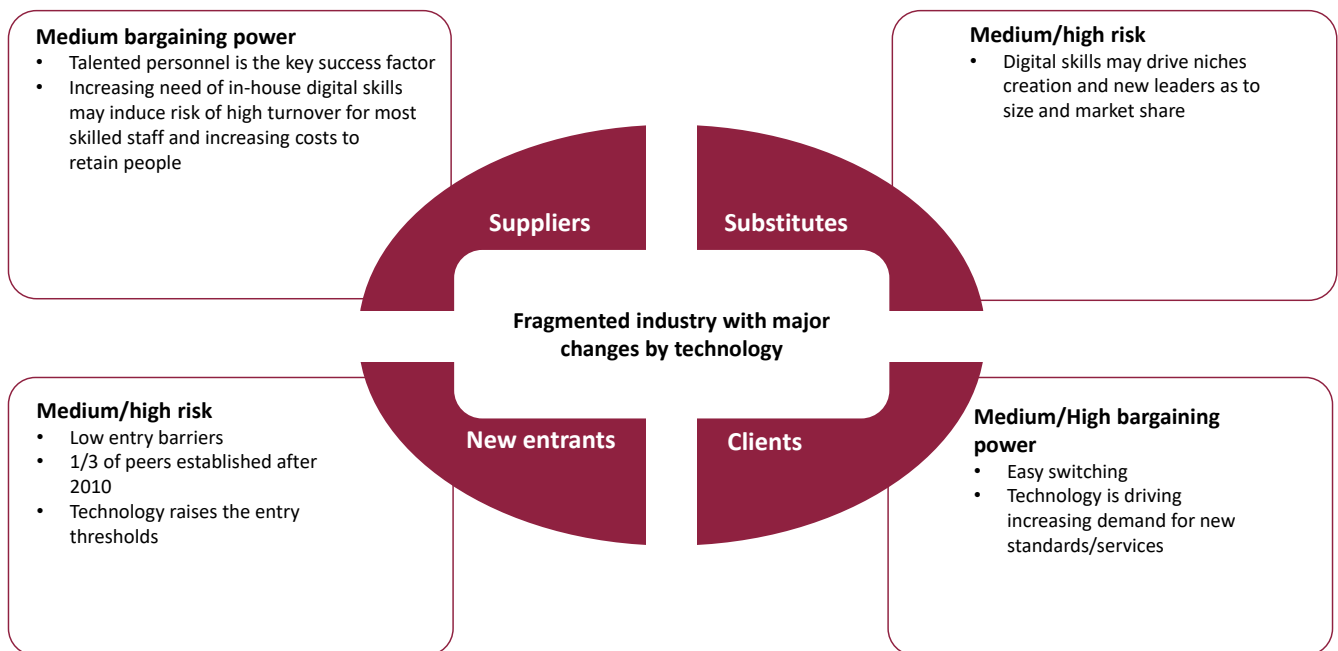 Medium bargaining power
• Talented personnel is the key success factor
• Increasing need of in-house digital skills
may induce risk of high turnover for most
skilled staff and increasing costs to
retain people
Medium/high risk
• Digital skills may drive niches
creation and new leaders as to
size and market share
Suppliers
Substitutes
Fragmented industry with major
changes by technology
New entrants
Clients
Medium/high risk
• Low entry barriers
• 1/3 of peers established after
2010
• Technology raises the entry
thresholds
Medium/High bargaining
power
• Easy switching
• Technology is driving
increasing demand for new
standards/services